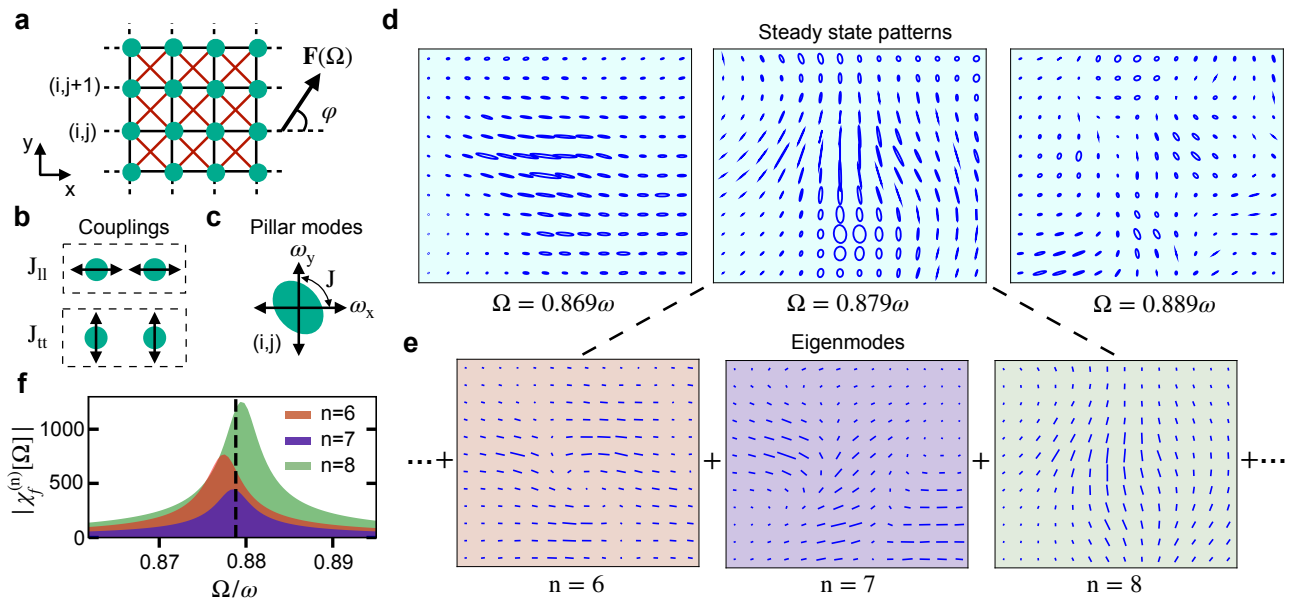 a
F(Ω)
(i,j+1)
(i,j)
φ
y
x
b
Couplings
J_ll
J_tt
c
Pillar modes
ω_y
J
ω_x
(i,j)
d
Steady state patterns
Ω = 0.869ω
Ω = 0.879ω
Ω = 0.889ω
e
Eigenmodes
...+
+
+
+...
n = 6
n = 7
n = 8
f
|χ_f^(n)[Ω]|
1000
500
0
n=6
n=7
n=8
0.87
0.88
0.89
Ω/ω